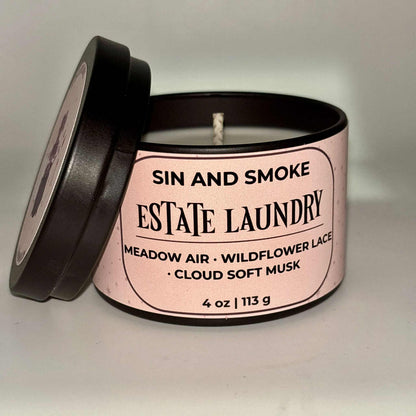 SIN AND SMOKE
ESTATE LAUNDRY
MEADOW AIR · WILDFLOWER LACE
· CLOUD SOFT MUSK
4 oz | 113 g